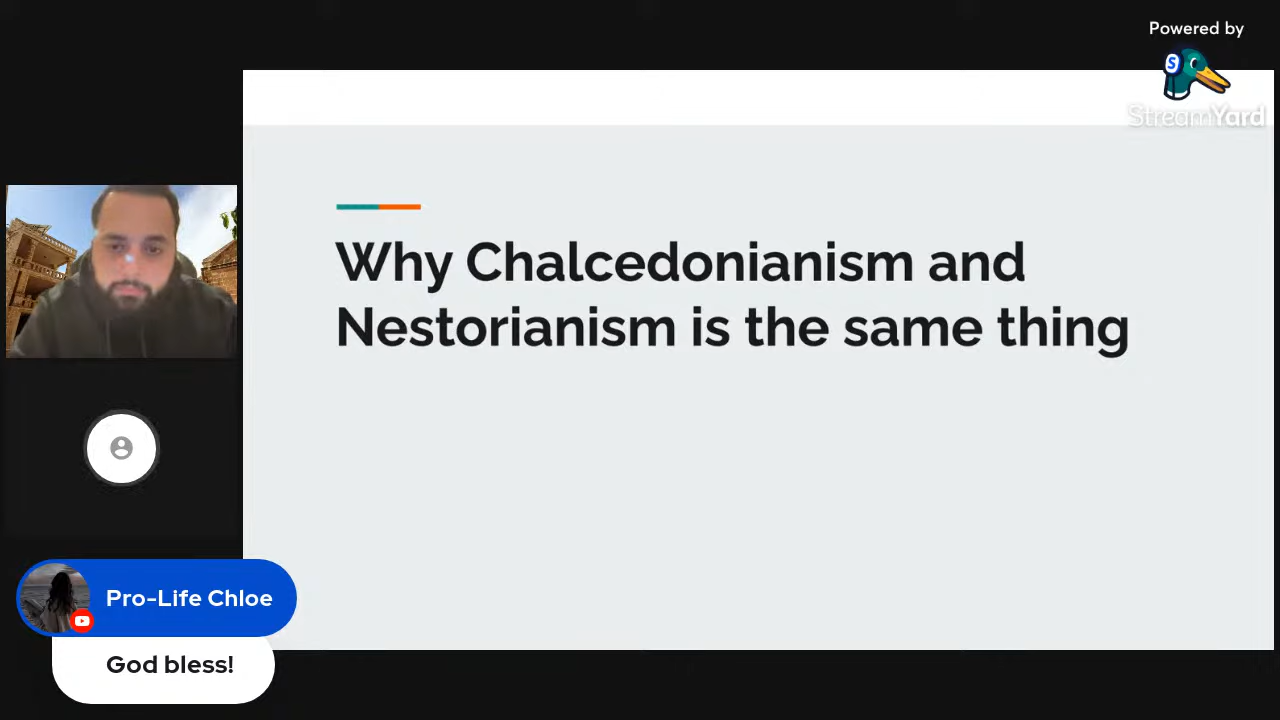 Powered by
StreamYard
Why Chalcedonianism and
Nestorianism is the same thing
Pro-Life Chloe
God bless!